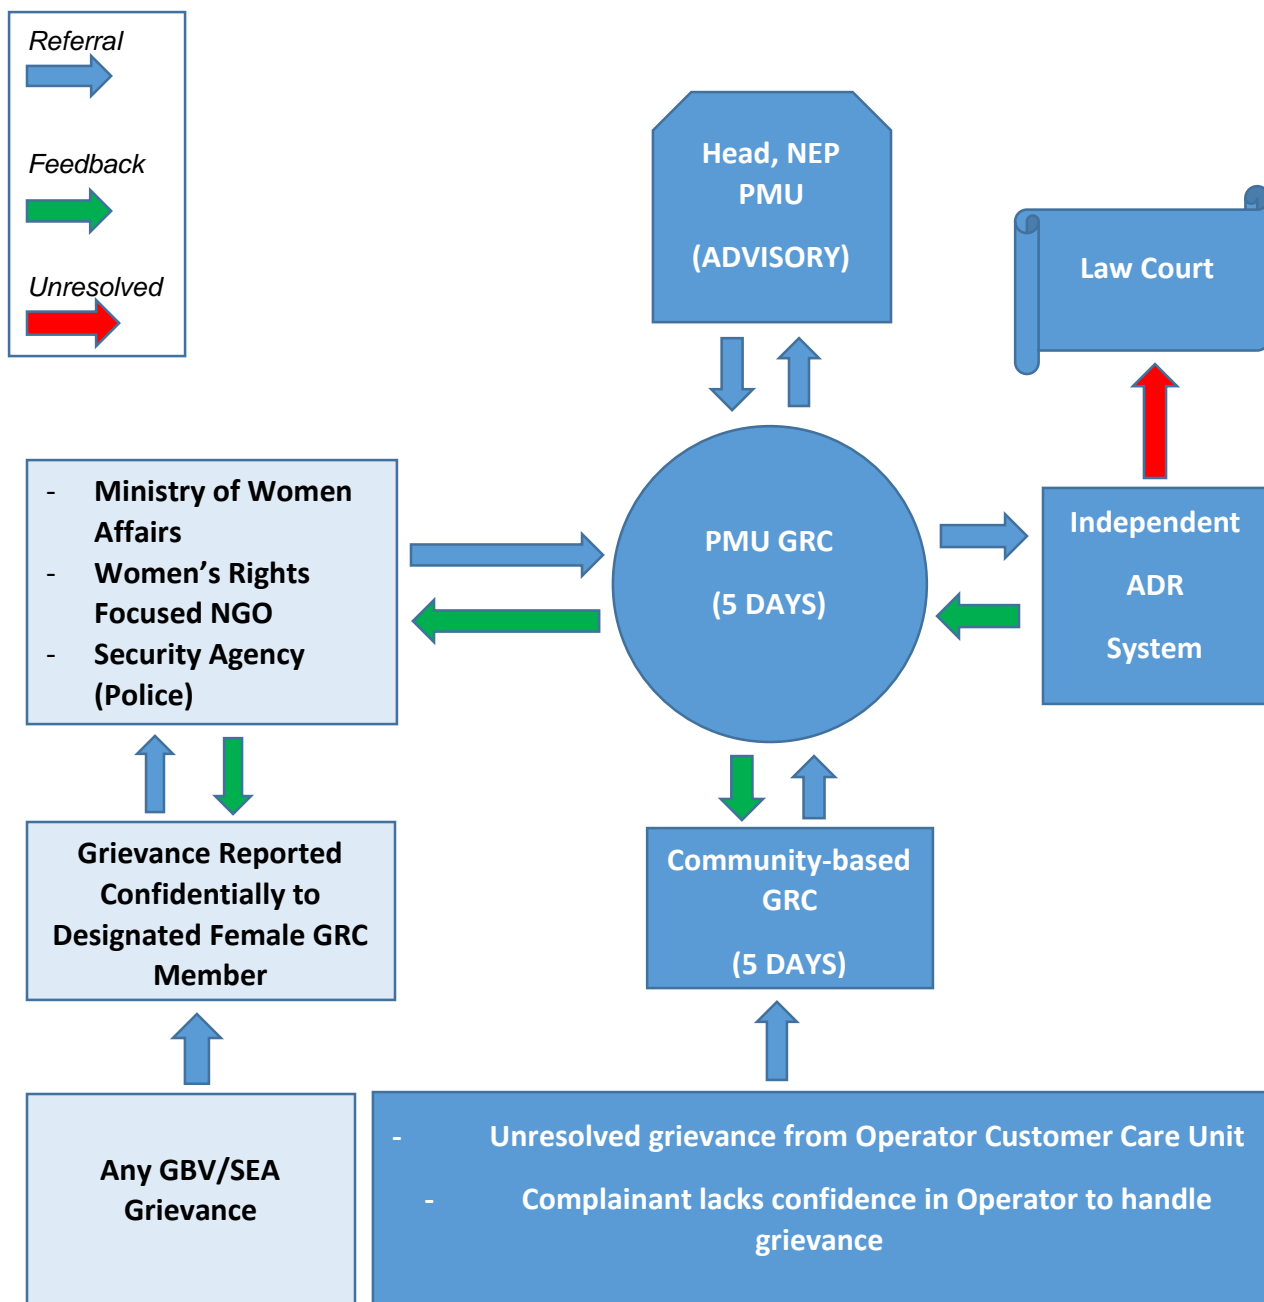 Referral
Feedback
Unresolved
Head, NEP
PMU
(ADVISORY)
Law Court
- Ministry of Women
Affairs
- Women's Rights
Focused NGO
- Security Agency
(Police)
PMU GRC
(5 DAYS)
Independent
ADR
System
Grievance Reported
Confidentially to
Designated Female GRC
Member
Community-based
GRC
(5 DAYS)
Any GBV/SEA
Grievance
- Unresolved grievance from Operator Customer Care Unit
- Complainant lacks confidence in Operator to handle
grievance